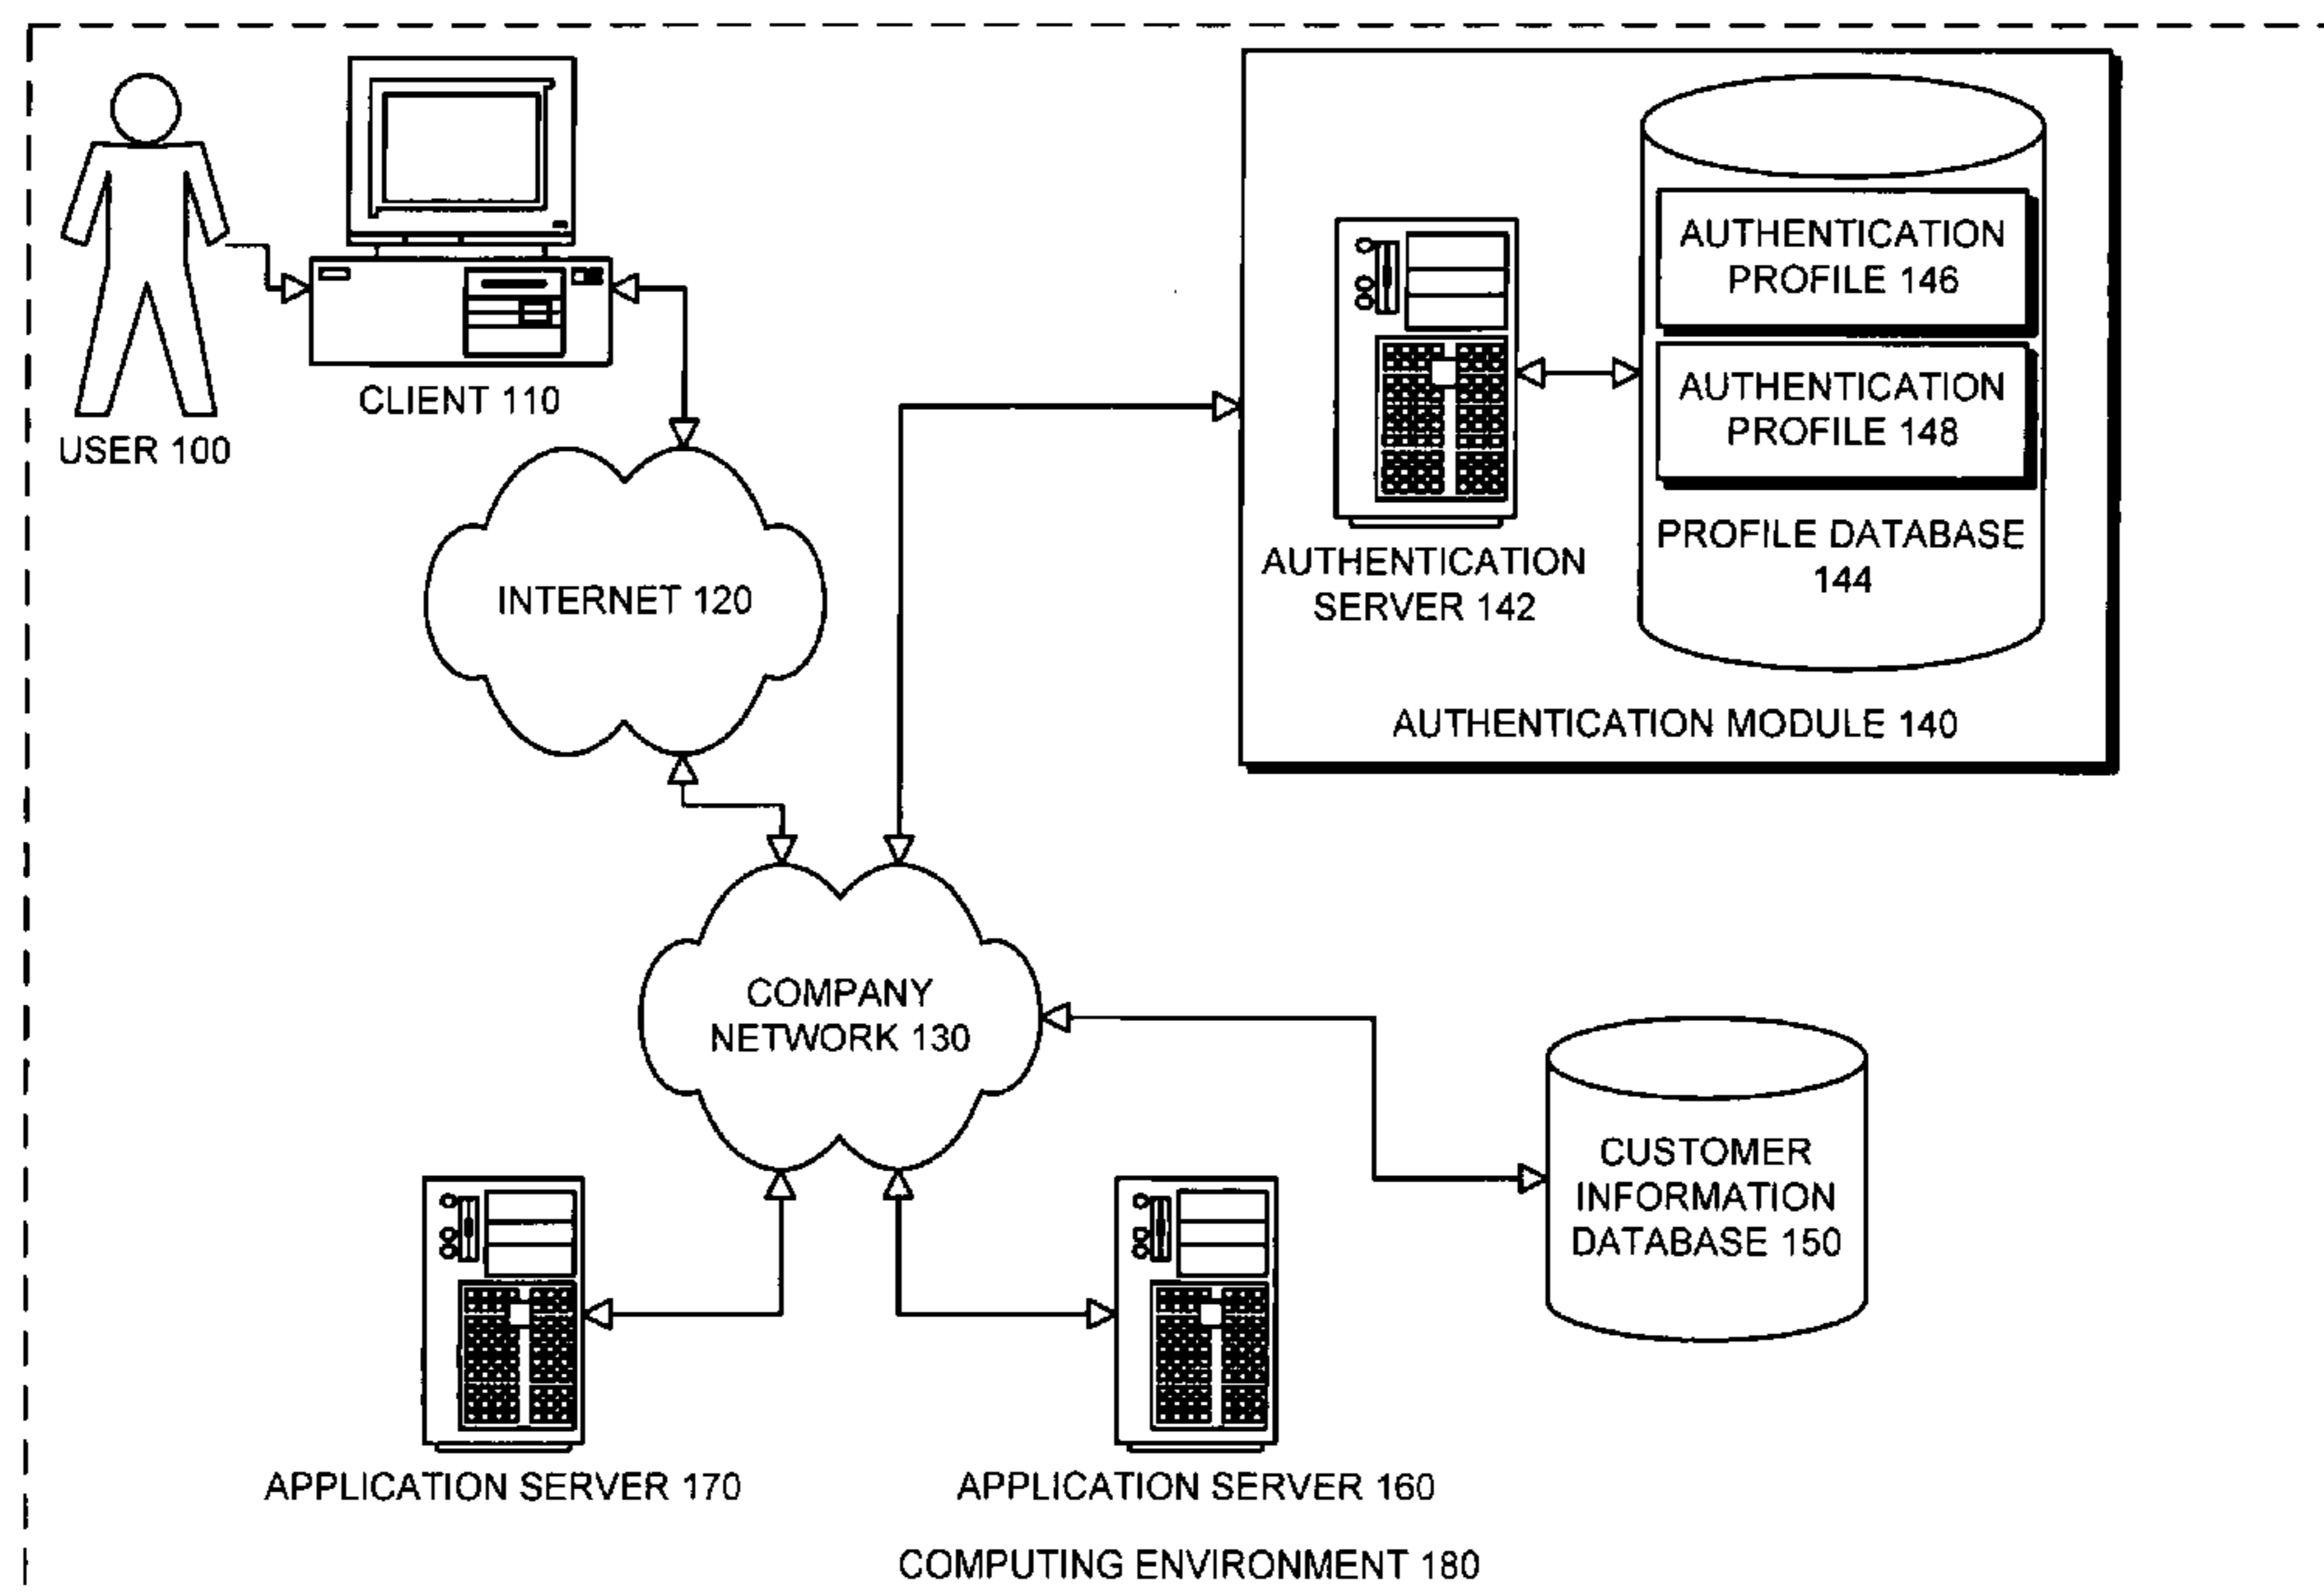 AUTHENTICATION
PROFILE 146
AUTHENTICATION
PROFILE 148
CLIENT 110
USER 100
PROFILE DATABASE
144
AUTHENTICATION
SERVER 142
INTERNET 120
AUTHENTICATION MODULE 140
COMPANY
NETWORK 130
CUSTOMER
INFORMATION
DATABASE 150
APPLICATION SERVER 170
APPLICATION SERVER 160
COMPUTING ENVIRONMENT 180